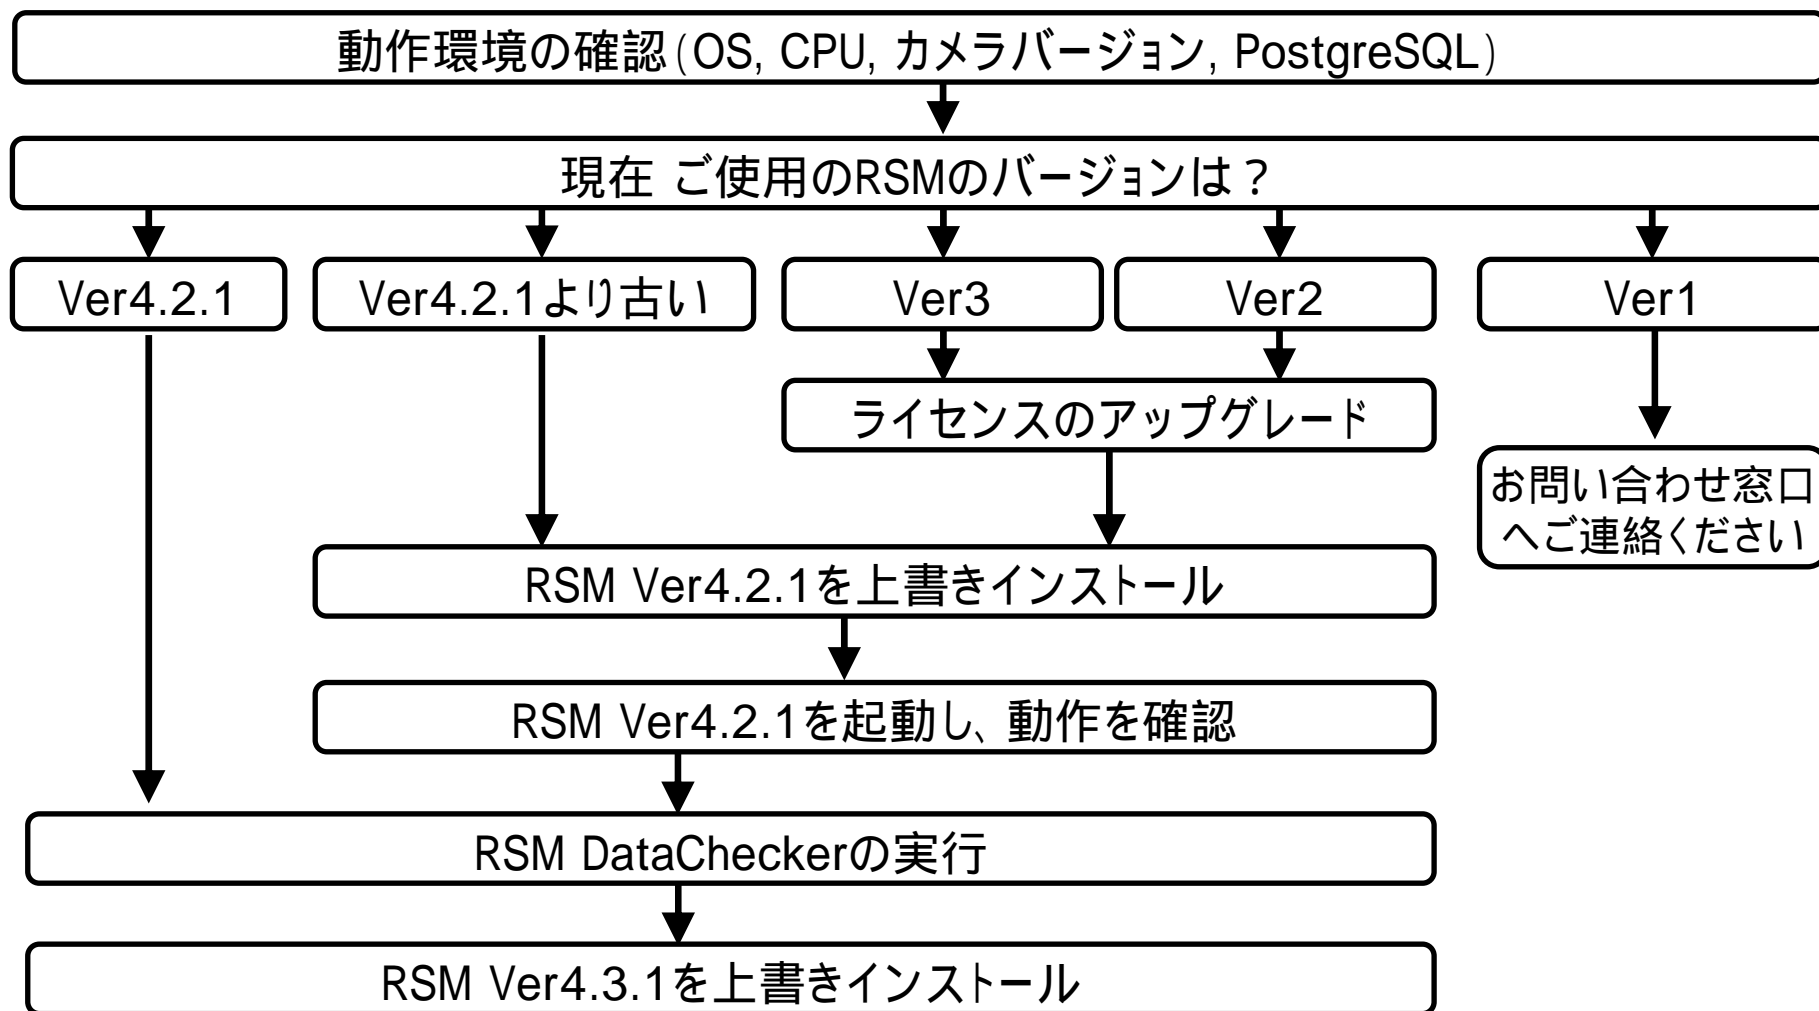 動作環境の確認(OS, CPU, カメラバージョン, PostgreSQL)
現在 ご使用のRSMのバージョンは？
Ver4.2.1
Ver4.2.1より古い
Ver3
Ver2
Ver1
ライセンスのアップグレード
お問い合わせ窓口
へご連絡ください
RSM Ver4.2.1を上書きインストール
RSM Ver4.2.1を起動し、動作を確認
RSM DataCheckerの実行
RSM Ver4.3.1を上書きインストール